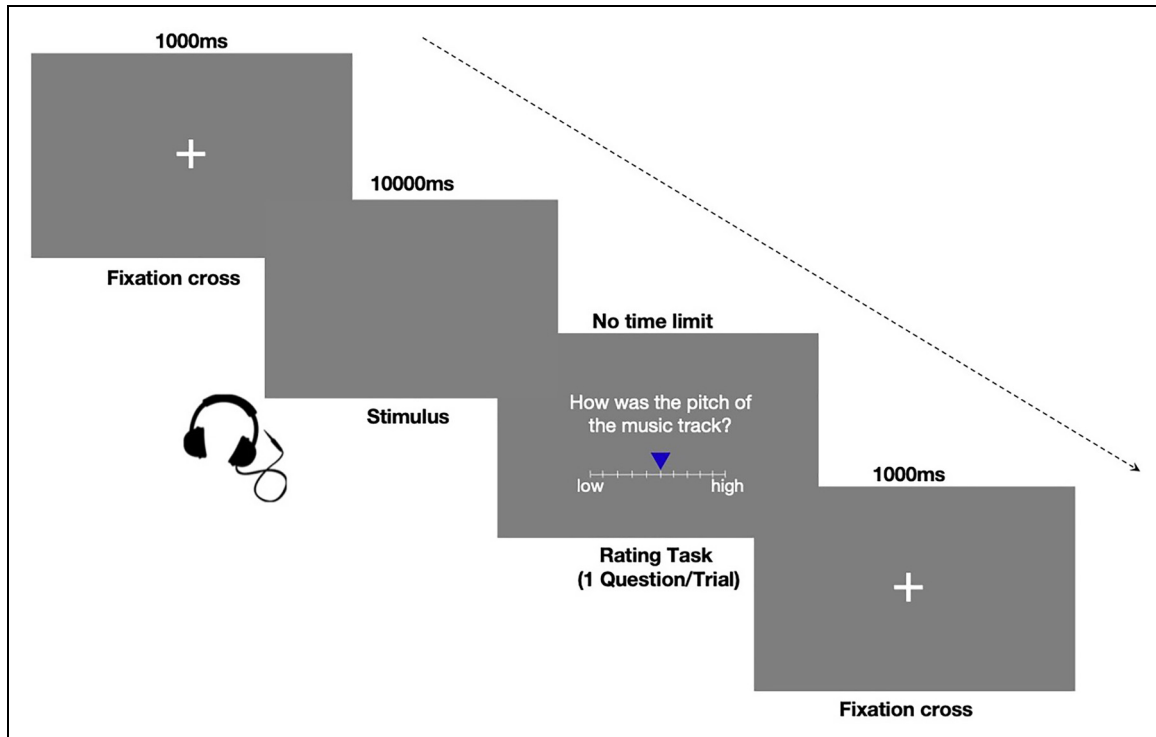 1000ms
Fixation cross
10000ms
Stimulus
No time limit
How was the pitch of
the music track?
low
high
Rating Task
(1 Question/Trial)
1000ms
Fixation cross